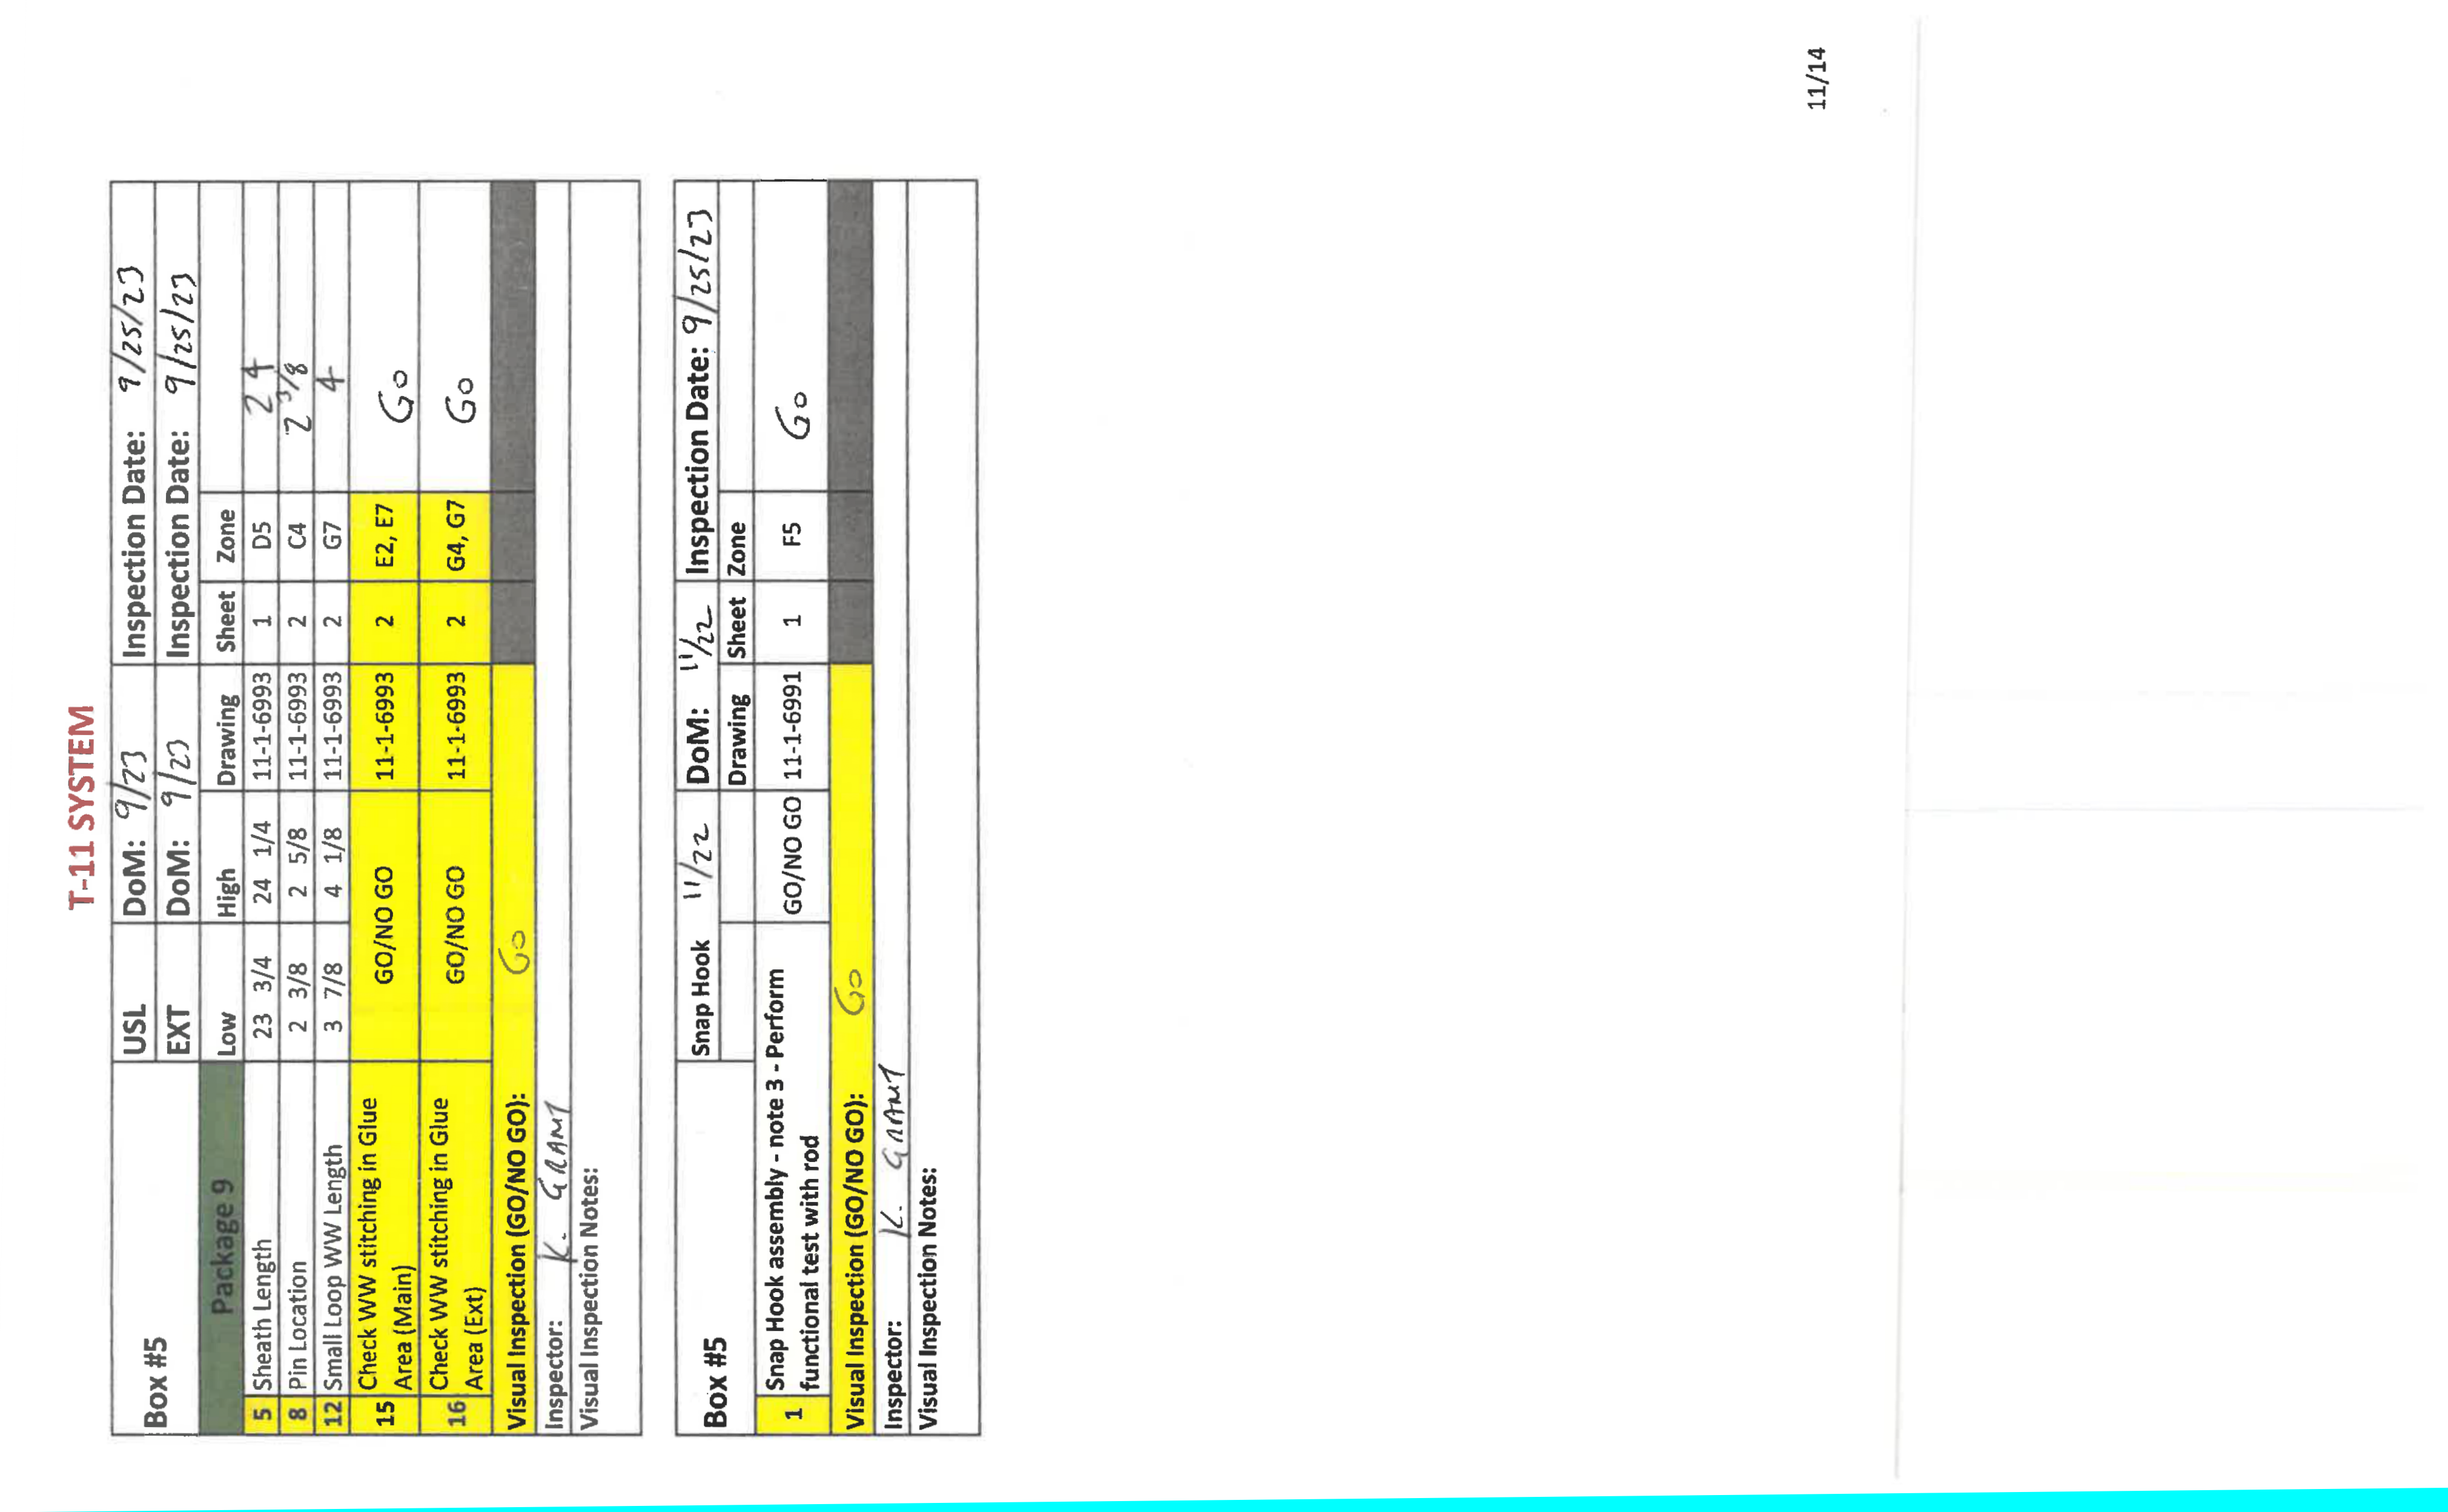 T-11 SYSTEM
Box #5 USL DoM: 9/23 Inspection Date: 9/25/23
EXT DoM: 9/23 Inspection Date: 9/25/23
Package 9 Low High Drawing Sheet Zone
5 Sheath Length 23 3/4 24 1/4 11-1-6993 1 D5 24
8 Pin Location 2 3/8 2 5/8 11-1-6993 2 C4 2 3/8
12 Small Loop WW Length 3 7/8 4 1/8 11-1-6993 2 G7 4
15 Check WW stitching in Glue
Area (Main) GO/NO GO 11-1-6993 2 E2, E7 Go
16 Check WW stitching in Glue
Area (Ext) GO/NO GO 11-1-6993 2 G4, G7 Go
Visual Inspection (GO/NO GO): Go
Inspector: K. GRANT
Visual Inspection Notes:
Box #5 Snap Hook 11/22 DoM: 11/22 Inspection Date: 9/25/23
Drawing Sheet Zone
1 Snap Hook assembly - note 3 - Perform
functional test with rod GO/NO GO 11-1-6991 1 F5 Go
Visual Inspection (GO/NO GO): Go
Inspector: K. GRANT
Visual Inspection Notes:
11/14